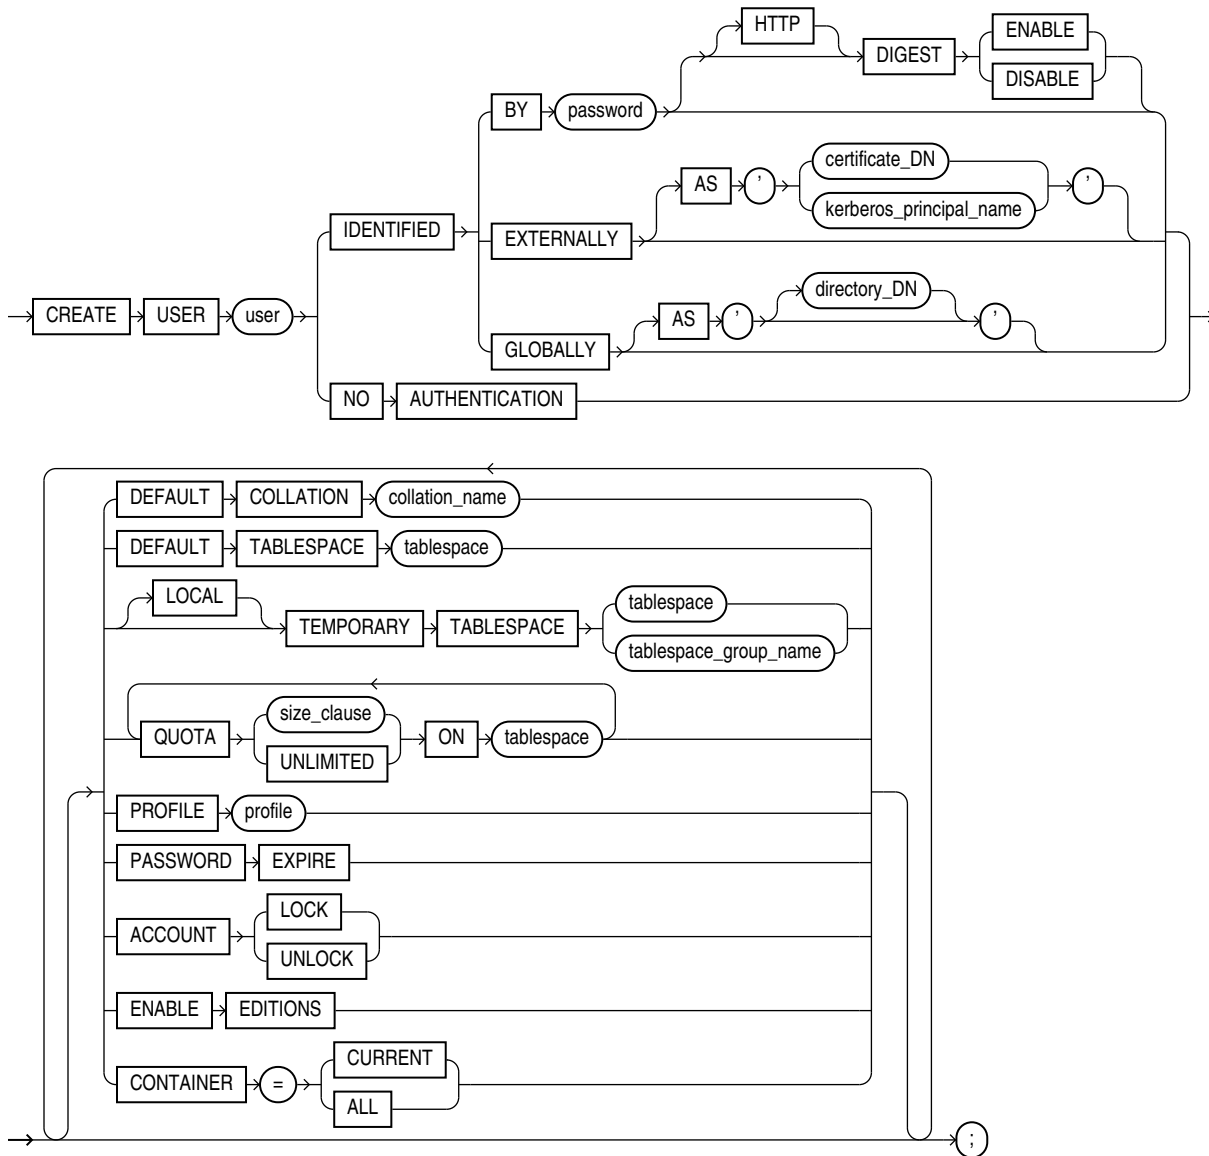 HTTP
ENABLE
DIGEST
DISABLE
BY password
certificate_DN
AS ' '
kerberos_principal_name
IDENTIFIED
EXTERNALLY
directory_DN
CREATE USER user
AS ' '
GLOBALLY
NO AUTHENTICATION
DEFAULT COLLATION collation_name
DEFAULT TABLESPACE tablespace
LOCAL
tablespace
TEMPORARY TABLESPACE
tablespace_group_name
size_clause
QUOTA ON tablespace
UNLIMITED
PROFILE profile
PASSWORD EXPIRE
LOCK
ACCOUNT
UNLOCK
ENABLE EDITIONS
CURRENT
CONTAINER =
ALL
;